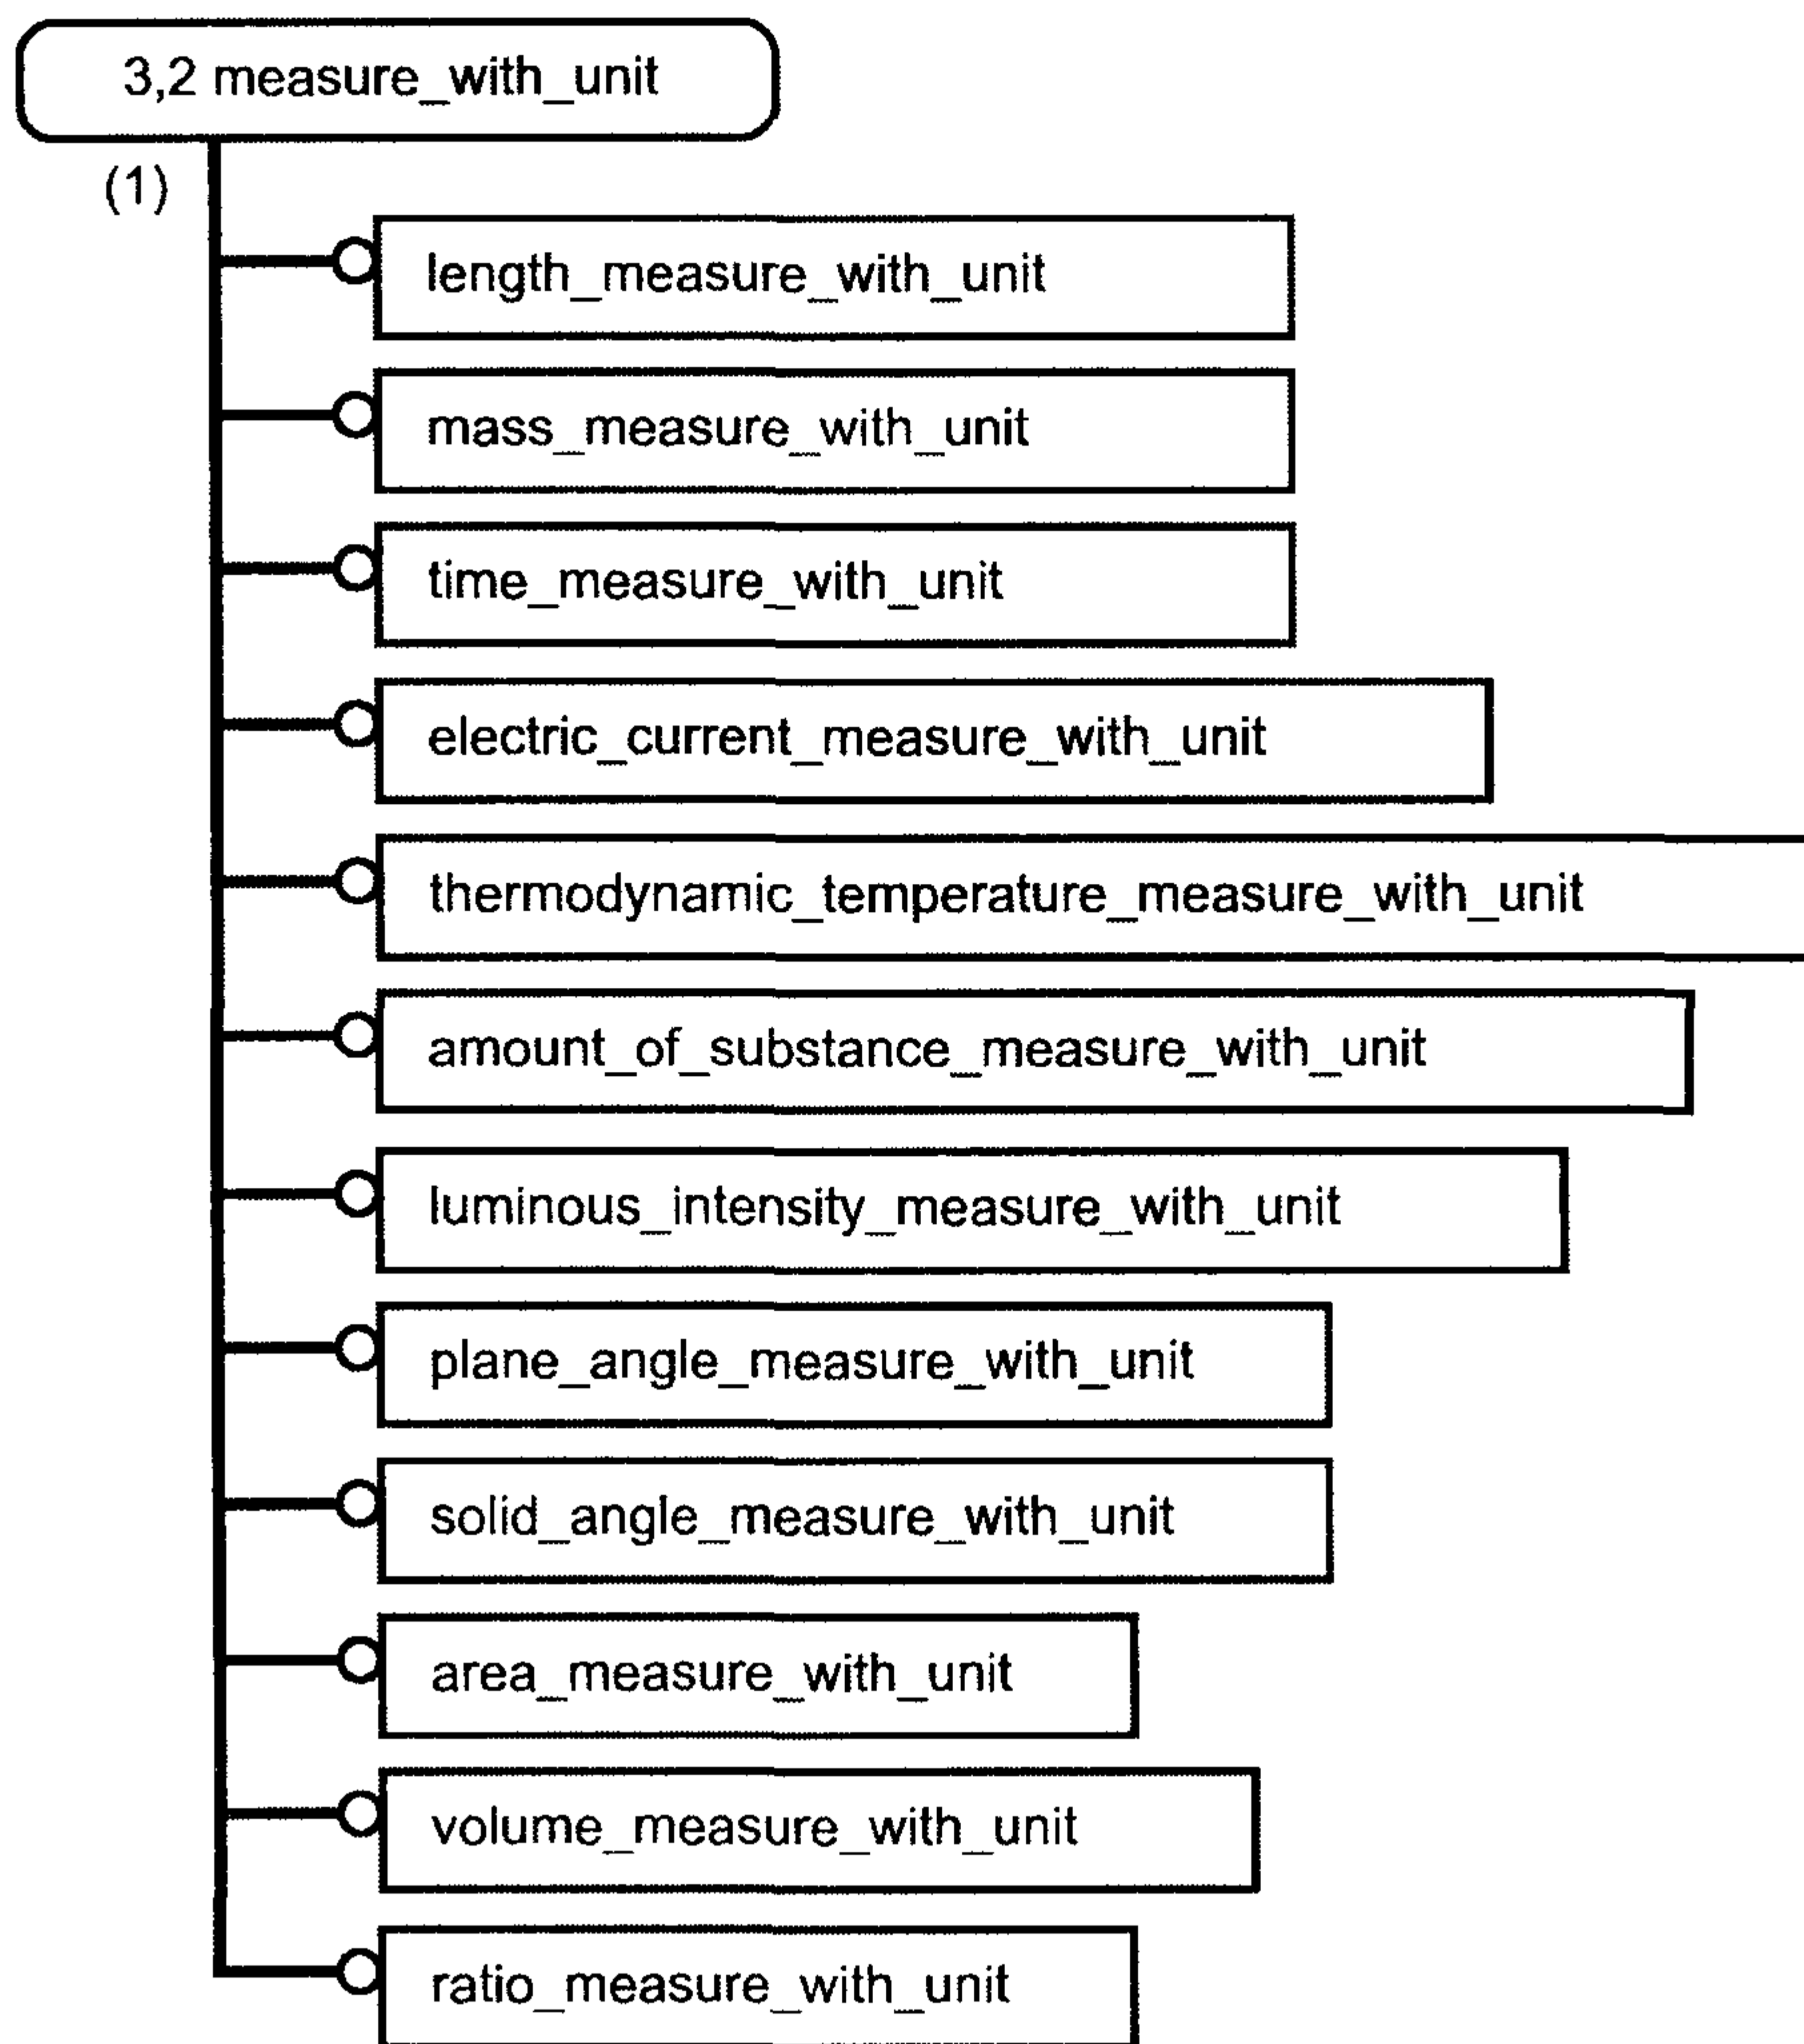 3,2 measure_with_unit
(1)
length_measure_with_unit
mass_measure_with_unit
time_measure_with_unit
electric_current_measure_with_unit
thermodynamic_temperature_measure_with_unit
amount_of_substance_measure_with_unit
luminous_intensity_measure_with_unit
plane_angle_measure_with_unit
solid_angle_measure_with_unit
area_measure_with_unit
volume_measure_with_unit
ratio_measure_with_unit